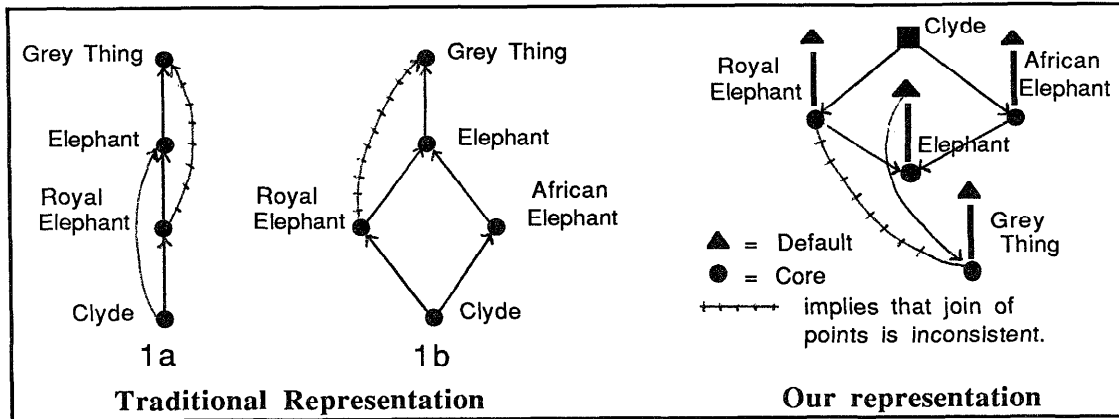 Grey Thing
Elephant
Royal
Elephant
Clyde
1a
Grey Thing
Elephant
Royal
Elephant
African
Elephant
Clyde
1b
Traditional Representation
Clyde
Royal
Elephant
African
Elephant
Elephant
Grey
Thing
= Default
= Core
implies that join of
points is inconsistent.
Our representation